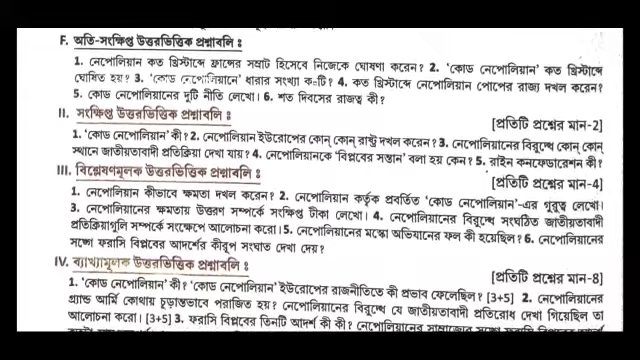 F. অতি-সংক্ষিপ্ত উত্তরভিত্তিক প্রশ্নাবলি :
1. নেপোলিয়ান কত খ্রিস্টাব্দে ফ্রান্সের সম্রাট হিসেবে নিজেকে ঘোষণা করেন? 2. ‘কোড নেপোলিয়ান’ কত খ্রিস্টাব্দে
ঘোষিত হয়? 3. ‘কোড নেপোলিয়ানে’ ধারার সংখ্যা কটি? 4. কত খ্রিস্টাব্দে নেপোলিয়ান পোপের রাজ্য দখল করেন?
5. কোড নেপোলিয়ানের দুটি নীতি লেখো। 6. শত দিবসের রাজত্ব কী?
II. সংক্ষিপ্ত উত্তরভিত্তিক প্রশ্নাবলি : [প্রতিটি প্রশ্নের মান-2]
1. ‘কোড নেপোলিয়ান’ কী? 2. নেপোলিয়ান ইউরোপের কোন্ কোন্ রাষ্ট্র দখল করেন? 3. নেপোলিয়ানের বিরুদ্ধে কোন্ কোন্
স্থানে জাতীয়তাবাদী প্রতিক্রিয়া দেখা যায়? 4. নেপোলিয়ানকে ‘বিপ্লবের সন্তান’ বলা হয় কেন? 5. রাইন কনফেডারেশন কী?
III. বিশ্লেষণমূলক উত্তরভিত্তিক প্রশ্নাবলি : [প্রতিটি প্রশ্নের মান-4]
1. নেপোলিয়ান কীভাবে ক্ষমতা দখল করেন? 2. নেপোলিয়ান কর্তৃক প্রবর্তিত ‘কোড নেপোলিয়ান’-এর গুরুত্ব লেখো।
3. নেপোলিয়ানের ক্ষমতায় উত্তরণ সম্পর্কে সংক্ষিপ্ত টীকা লেখো। 4. নেপোলিয়ানের বিরুদ্ধে সংঘঠিত জাতীয়তাবাদী
প্রতিক্রিয়াগুলি সম্পর্কে সংক্ষেপে আলোচনা করো। 5. নেপোলিয়ানের মস্কো অভিযানের ফল কী হয়েছিল? 6. নেপোলিয়ানের
সঙ্গে ফরাসি বিপ্লবের আদর্শের কীরূপ সংঘাত দেখা দেয়?
IV. ব্যাখ্যামূলক উত্তরভিত্তিক প্রশ্নাবলি : [প্রতিটি প্রশ্নের মান-8]
1. ‘কোড নেপোলিয়ান’ কী? ‘কোড নেপোলিয়ান’ ইউরোপের রাজনীতিতে কী প্রভাব ফেলেছিল? [3+5] 2. নেপোলিয়ানের
গ্র্যান্ড আর্মি কোথায় চূড়ান্তভাবে পরাজিত হয়? নেপোলিয়ানের বিরুদ্ধে যে জাতীয়তাবাদী প্রতিরোধ দেখা গিয়েছিল তা
আলোচনা করো। [3+5] 3. ফরাসি বিপ্লবের তিনটি আদর্শ কী কী? নেপোলিয়ানের সাম্রাজ্যের সঙ্গে ফরাসি বিপ্লবের আদর্শ